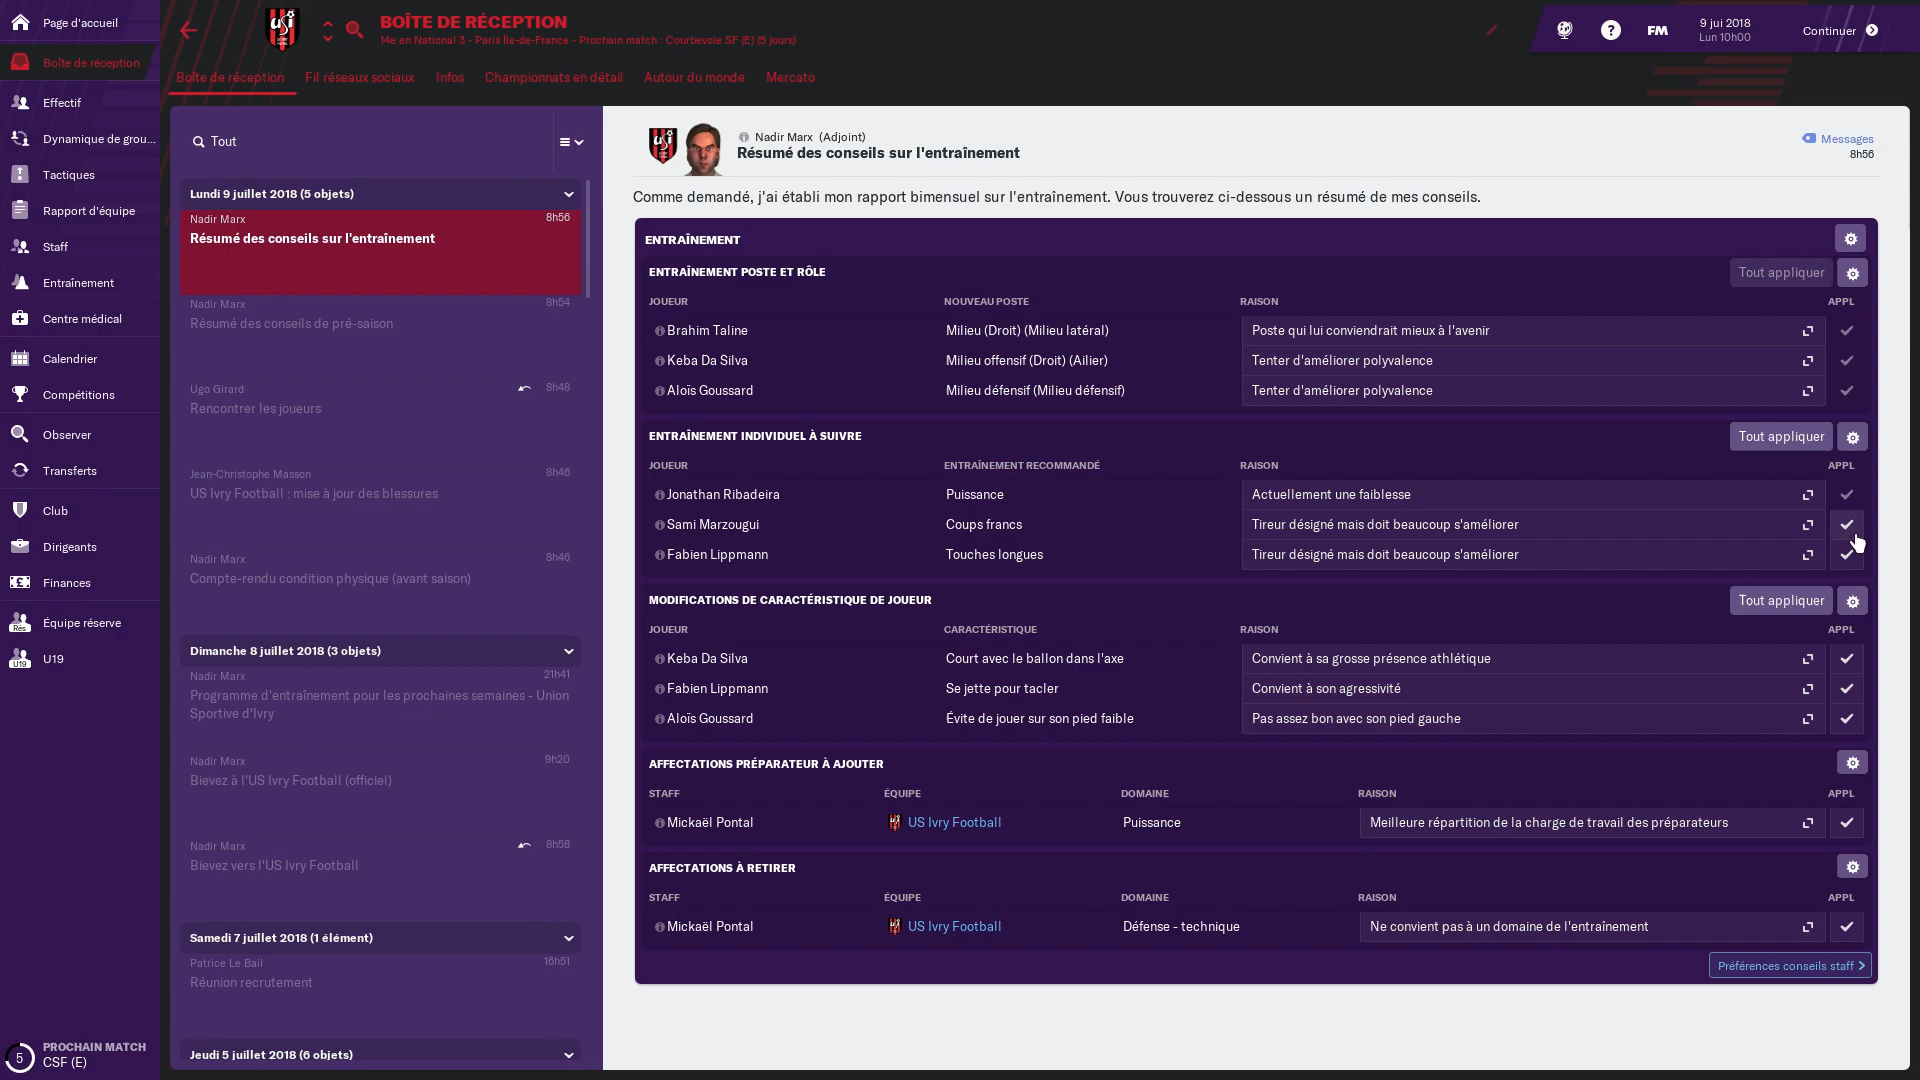 Page d'accueil
Boîte de réception
Effectif
Dynamique de grou...
Tactiques
Rapport d'équipe
Staff
Entraînement
Centre médical
Calendrier
Compétitions
Observer
Transferts
Club
Dirigeants
Finances
Rés
Équipe réserve
U19
U19
5
PROCHAIN MATCH
CSF (E)
BOÎTE DE RÉCEPTION
14e en National 3 - Paris Île-de-France - Prochain match : Courbevoie SF (E) (5 jours)
?
FM
9 jui 2018
Lun 10h00
Continuer
Boîte de réception Fil réseaux sociaux Infos Championnats en détail Autour du monde Mercato
Tout
Lundi 9 juillet 2018 (5 objets)
Nadir Marx 8h56
Résumé des conseils sur l'entraînement
Nadir Marx 8h54
Résumé des conseils de pré-saison
Ugo Girard 8h48
Rencontrer les joueurs
Jean-Christophe Masson 8h46
US Ivry Football : mise à jour des blessures
Nadir Marx 8h46
Compte-rendu condition physique (avant saison)
Dimanche 8 juillet 2018 (3 objets)
Nadir Marx 21h41
Programme d'entraînement pour les prochaines semaines - Union
Sportive d'Ivry
Nadir Marx 9h20
Bievez à l'US Ivry Football (officiel)
Nadir Marx 8h58
Bievez vers l'US Ivry Football
Samedi 7 juillet 2018 (1 élément)
Patrice Le Bail 16h51
Réunion recrutement
Jeudi 5 juillet 2018 (6 objets)
Nadir Marx (Adjoint)
Résumé des conseils sur l'entraînement
Messages
8h56
Comme demandé, j'ai établi mon rapport bimensuel sur l'entraînement. Vous trouverez ci-dessous un résumé de mes conseils.
ENTRAÎNEMENT
ENTRAÎNEMENT POSTE ET RÔLE Tout appliquer
JOUEUR NOUVEAU POSTE RAISON APPL
Brahim Taline Milieu (Droit) (Milieu latéral) Poste qui lui conviendrait mieux à l'avenir
Keba Da Silva Milieu offensif (Droit) (Ailier) Tenter d'améliorer polyvalence
Aloïs Goussard Milieu défensif (Milieu défensif) Tenter d'améliorer polyvalence
ENTRAÎNEMENT INDIVIDUEL À SUIVRE Tout appliquer
JOUEUR ENTRAÎNEMENT RECOMMANDÉ RAISON APPL
Jonathan Ribadeira Puissance Actuellement une faiblesse
Sami Marzougui Coups francs Tireur désigné mais doit beaucoup s'améliorer
Fabien Lippmann Touches longues Tireur désigné mais doit beaucoup s'améliorer
MODIFICATIONS DE CARACTÉRISTIQUE DE JOUEUR Tout appliquer
JOUEUR CARACTÉRISTIQUE RAISON APPL
Keba Da Silva Court avec le ballon dans l'axe Convient à sa grosse présence athlétique
Fabien Lippmann Se jette pour tacler Convient à son agressivité
Aloïs Goussard Évite de jouer sur son pied faible Pas assez bon avec son pied gauche
AFFECTATIONS PRÉPARATEUR À AJOUTER
STAFF ÉQUIPE DOMAINE RAISON APPL
Mickaël Pontal US Ivry Football Puissance Meilleure répartition de la charge de travail des préparateurs
AFFECTATIONS À RETIRER
STAFF ÉQUIPE DOMAINE RAISON APPL
Mickaël Pontal US Ivry Football Défense - technique Ne convient pas à un domaine de l'entraînement
Préférences conseils staff